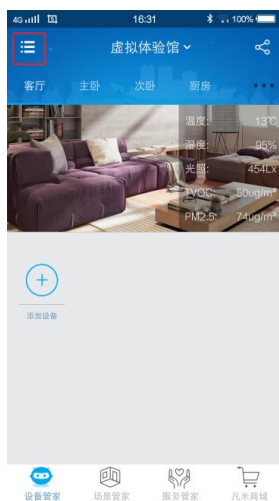 4G 16:31 100%
虚拟体验馆
客厅 主卧 次卧 厨房
温度: 13℃
湿度: 95%
光照: 454Lx
TVOC: 50ug/m³
PM2.5: 74ug/m³
添加设备
设备管家 场景管家 服务管家 凡米商城